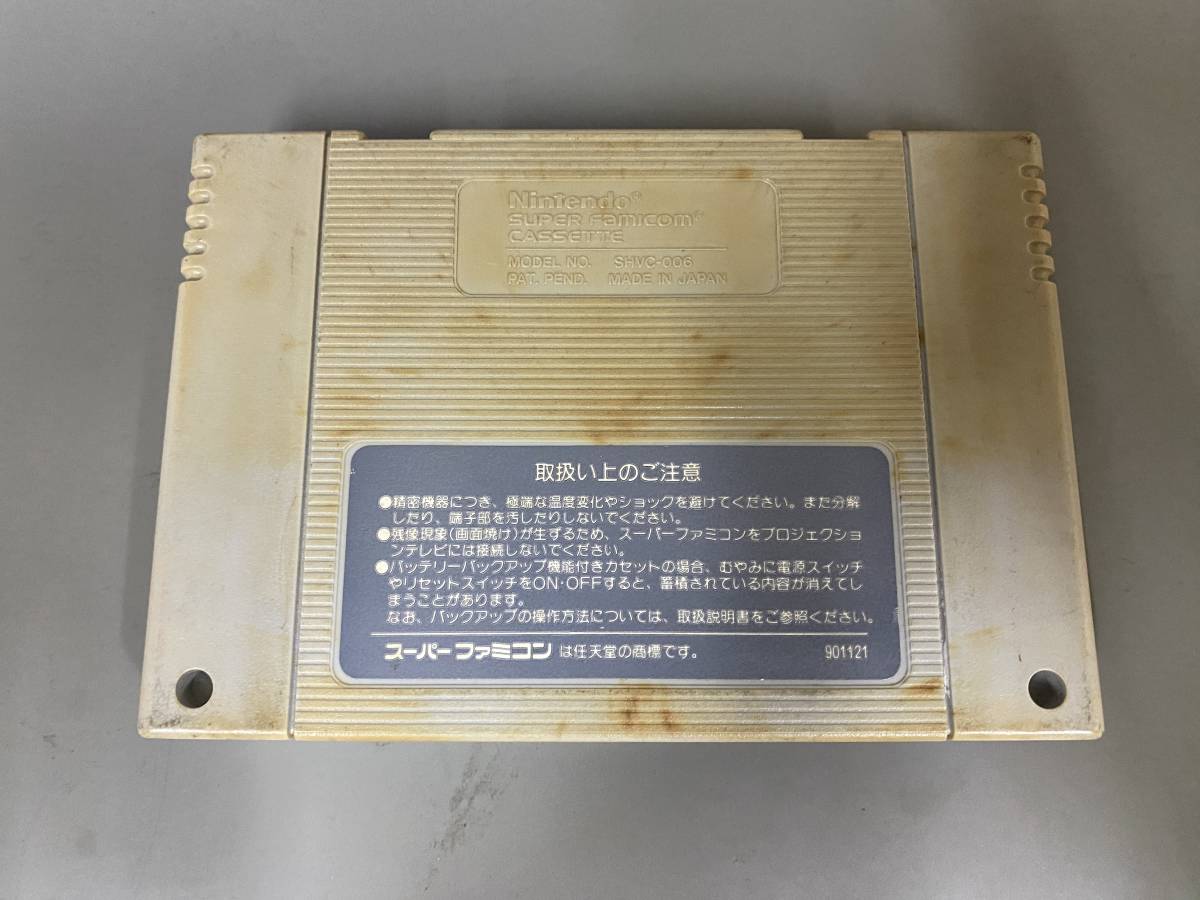 Nintendo®
SUPER FAMICOM®
CASSETTE
MODEL NO. SHVC-006
PAT. PEND. MADE IN JAPAN
取扱い上のご注意
●精密機器につき、極端な温度変化やショックを避けてください。また分解
したり、端子部を汚したりしないでください。
●残像現象(画面焼け)が生ずるため、スーパーファミコンをプロジェクショ
ンテレビには接続しないでください。
●バッテリーバックアップ機能付きカセットの場合、むやみに電源スイッチ
やリセットスイッチをON・OFFすると、蓄積されている内容が消えてし
まうことがあります。
なお、バックアップの操作方法については、取扱説明書をご参照ください。
スーパーファミコン は任天堂の商標です。 901121